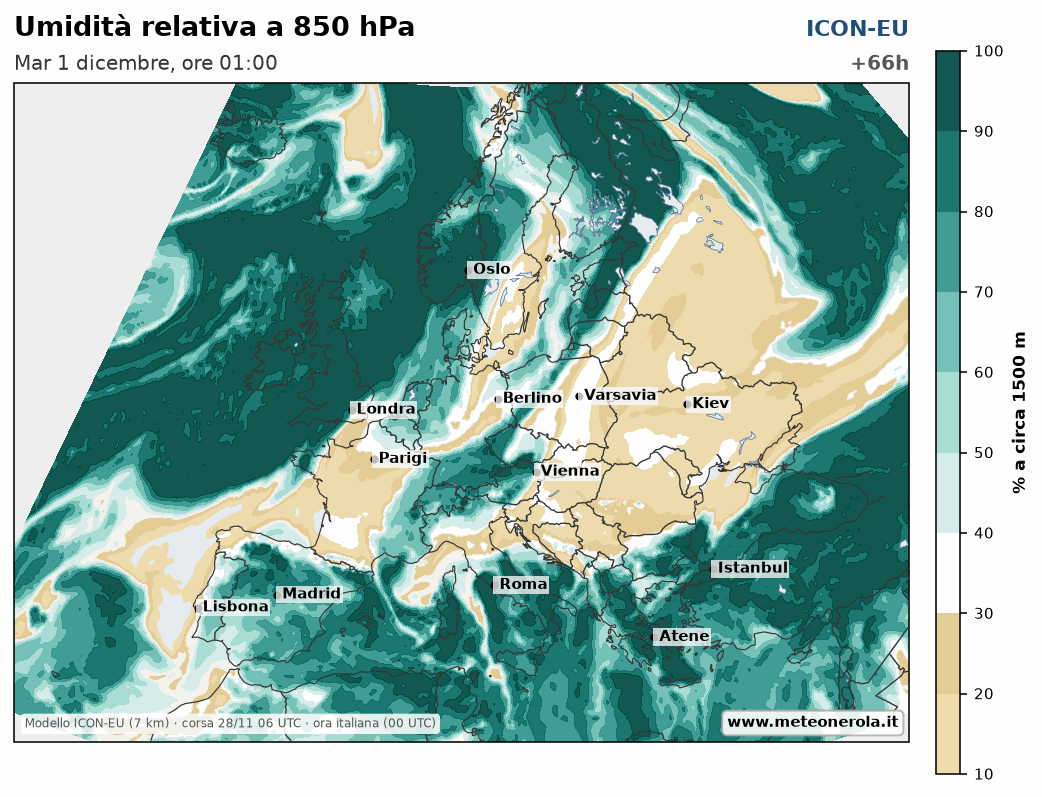 Umidità relativa a 850 hPa
ICON-EU
Mar 1 dicembre, ore 01:00
+66h
100
90
80
70
60
50
40
30
20
10
% a circa 1500 m
Oslo
Londra
Berlino
Varsavia
Kiev
Parigi
Vienna
Istanbul
Roma
Madrid
Lisbona
Atene
Modello ICON-EU (7 km) · corsa 28/11 06 UTC · ora italiana (00 UTC)
www.meteonerola.it